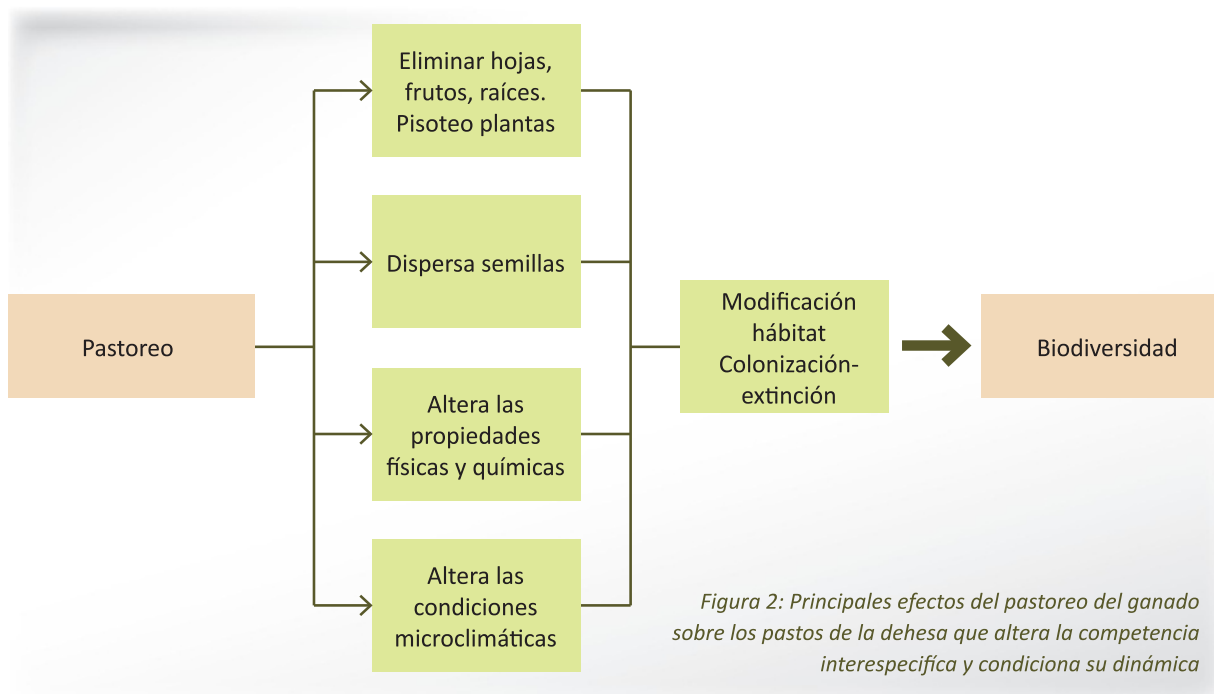 Pastoreo
Eliminar hojas,
frutos, raíces.
Pisoteo plantas
Dispersa semillas
Altera las
propiedades
físicas y químicas
Altera las
condiciones
microclimáticas
Modificación
hábitat
Colonización-
extinción
Biodiversidad
Figura 2: Principales efectos del pastoreo del ganado
sobre los pastos de la dehesa que altera la competencia
interespecifíca y condiciona su dinámica